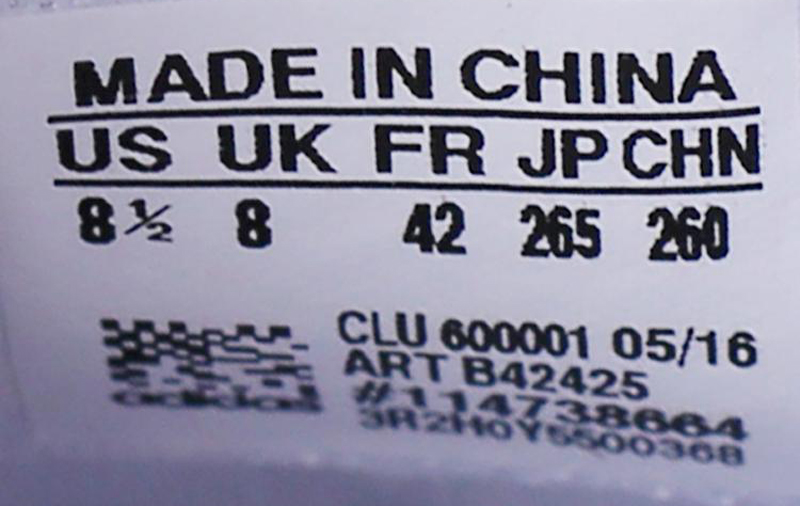 MADE IN CHINA
US UK FR JP CHN
8½ 8 42 265 260
CLU 600001 05/16
ART B42425
#114738664
3R2H0Y5500368
adidas